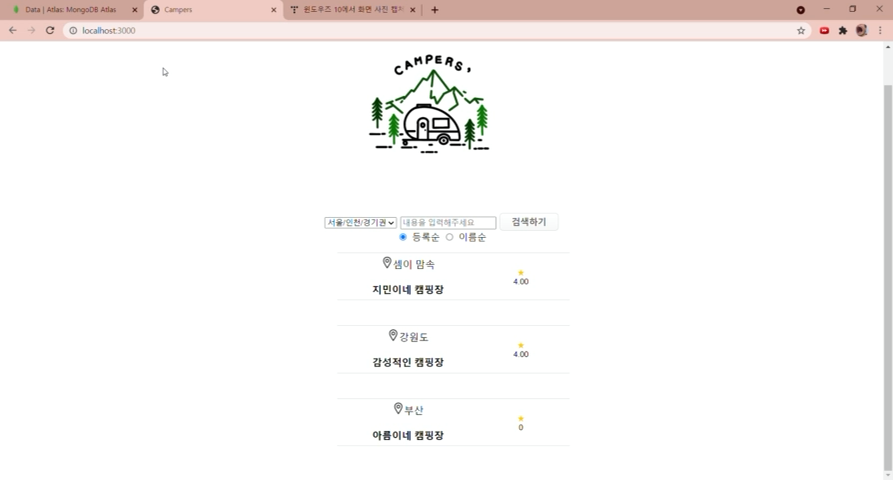 Data | Atlas: MongoDB Atlas
Campers
윈도우즈 10에서 화면 사진 캡처
localhost:3000
CAMPERS,
서울/인천/경기권
내용을 입력해주세요
검색하기
등록순 이름순
셈이 맘속
지민이네 캠핑장
4.00
강원도
감성적인 캠핑장
4.00
부산
아름이네 캠핑장
0